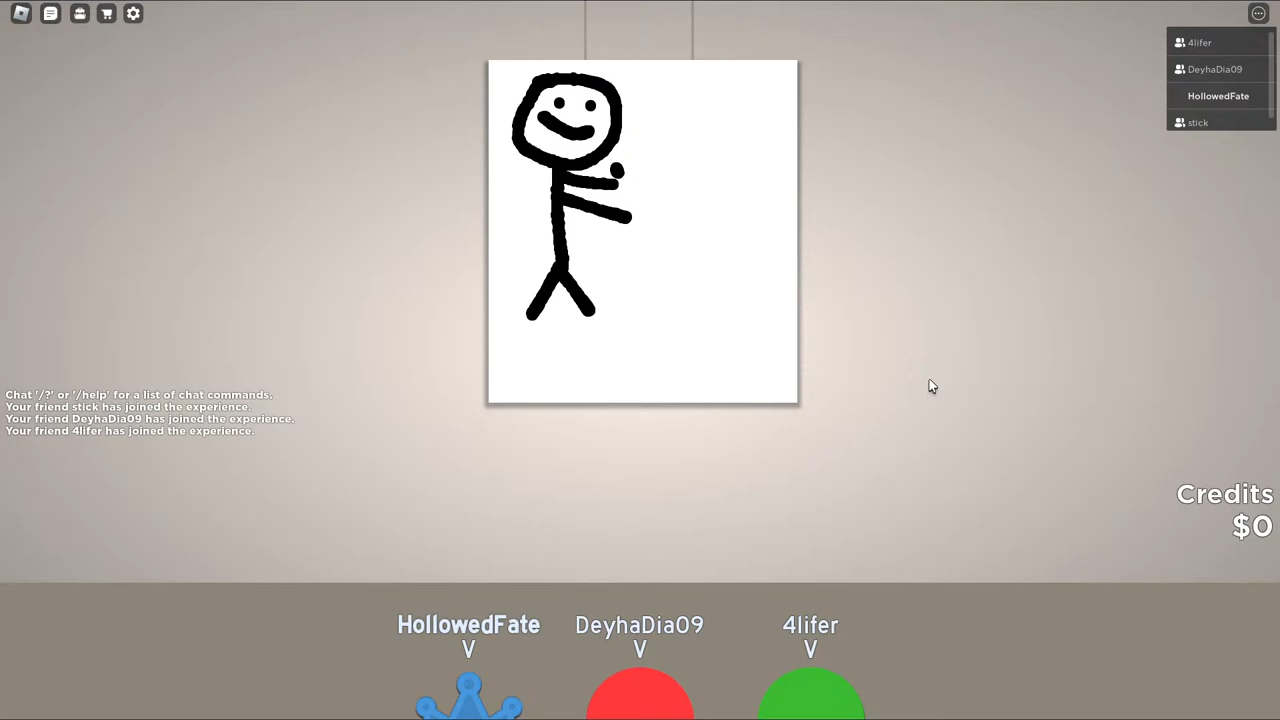 4lifer
DeyhaDia09
HollowedFate
stick
Chat '/?' or '/help' for a list of chat commands.
Your friend stick has joined the experience.
Your friend DeyhaDia09 has joined the experience.
Your friend 4lifer has joined the experience.
Credits
$0
HollowedFate DeyhaDia09 4lifer
V V V